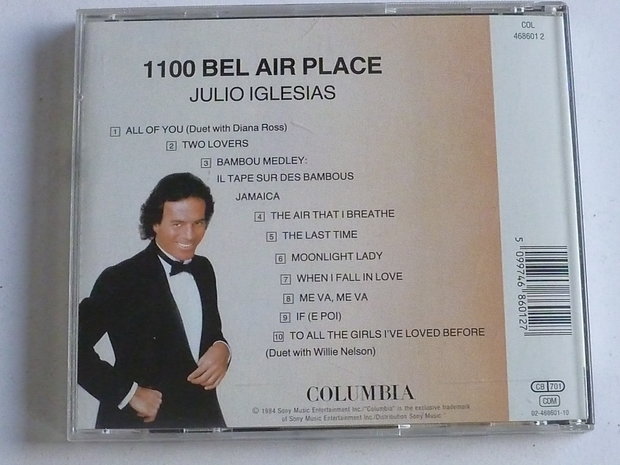 COL
468601 2
1100 BEL AIR PLACE
JULIO IGLESIAS
1 ALL OF YOU (Duet with Diana Ross)
2 TWO LOVERS
3 BAMBOU MEDLEY:
IL TAPE SUR DES BAMBOUS
JAMAICA
4 THE AIR THAT I BREATHE
5 THE LAST TIME
6 MOONLIGHT LADY
7 WHEN I FALL IN LOVE
8 ME VA, ME VA
9 IF (E POI)
10 TO ALL THE GIRLS I'VE LOVED BEFORE
(Duet with Willie Nelson)
5 099746 860127
COLUMBIA
© 1984 Sony Music Entertainment Inc./"Columbia" is the exclusive trademark
of Sony Music Entertainment Inc./Distribution Sony Music
CB 701
CDM
02-468601-10